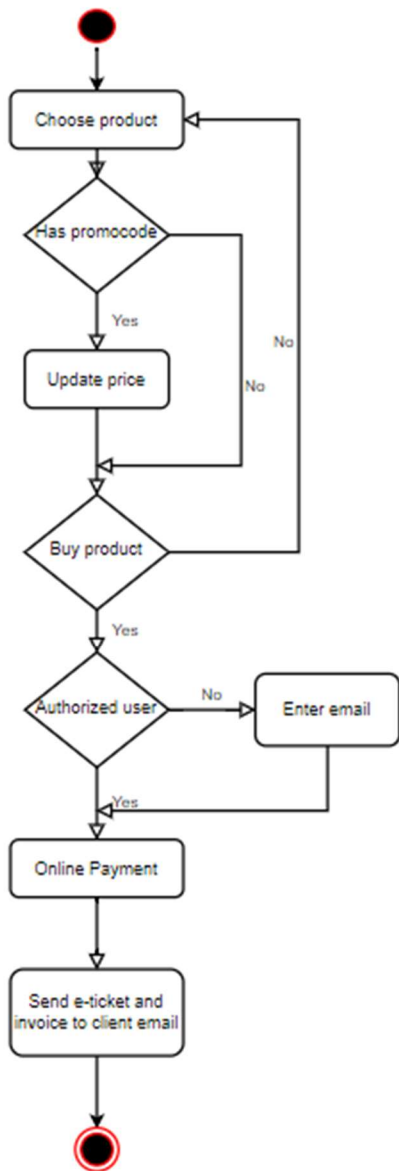 Choose product
Has promocode
Yes
No
Update price
No
Buy product
Yes
Authorized user
No
Enter email
Yes
Online Payment
Send e-ticket and
invoice to client email